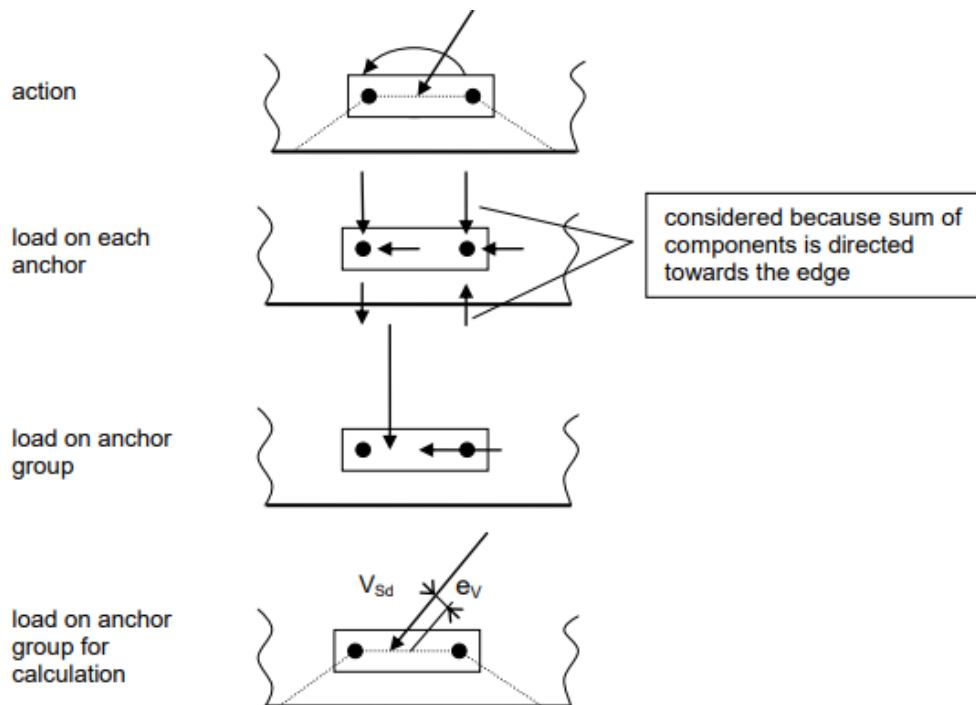 action
load on each
anchor
considered because sum of
components is directed
towards the edge
load on anchor
group
V_Sd
e_V
load on anchor
group for
calculation